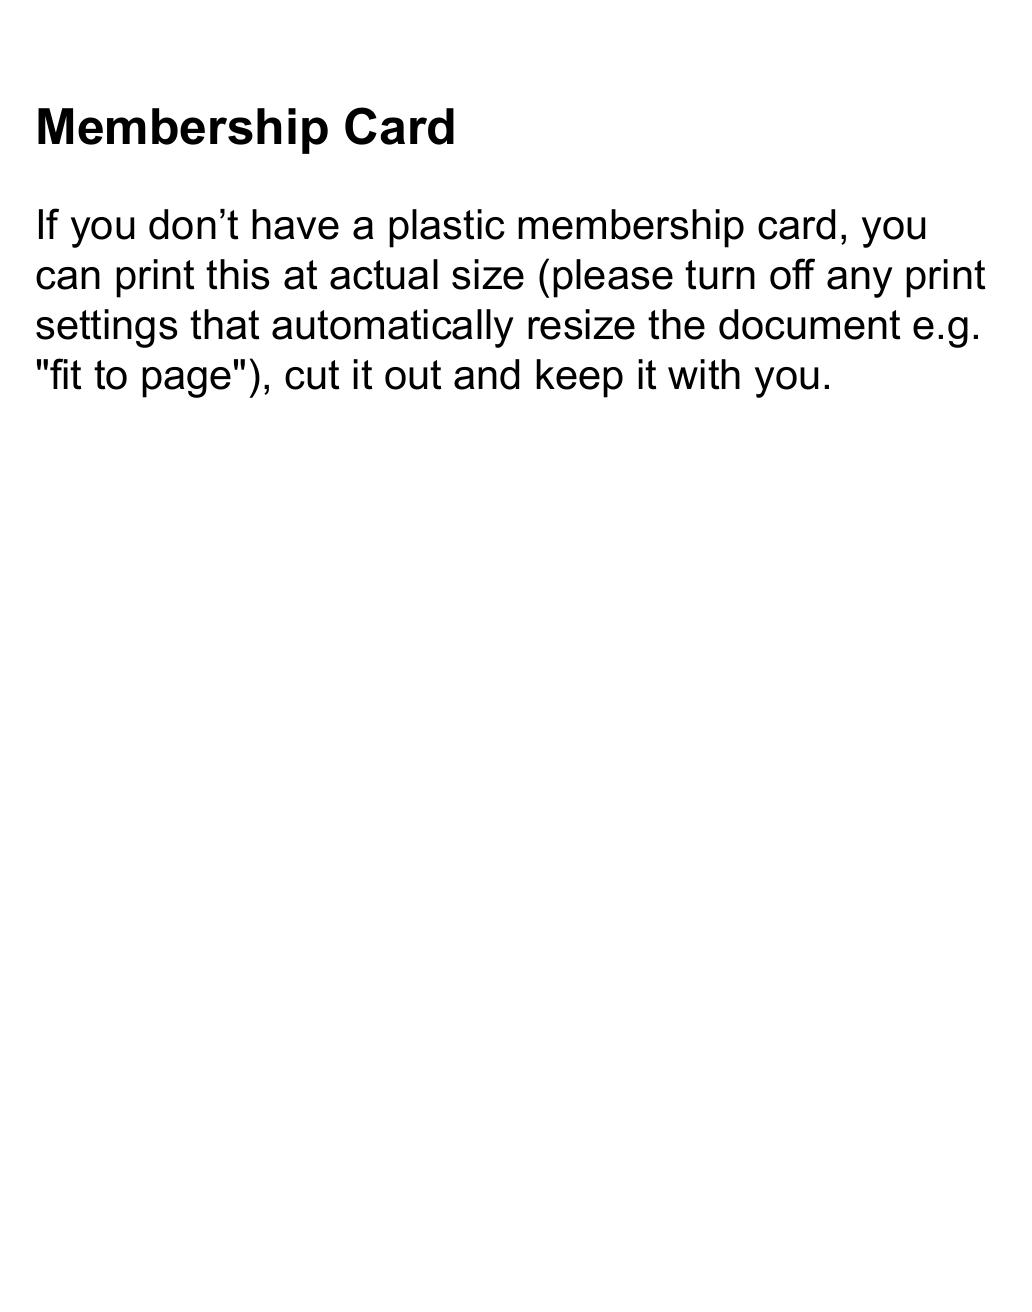 Membership Card
If you don’t have a plastic membership card, you
can print this at actual size (please turn off any print
settings that automatically resize the document e.g.
"fit to page"), cut it out and keep it with you.